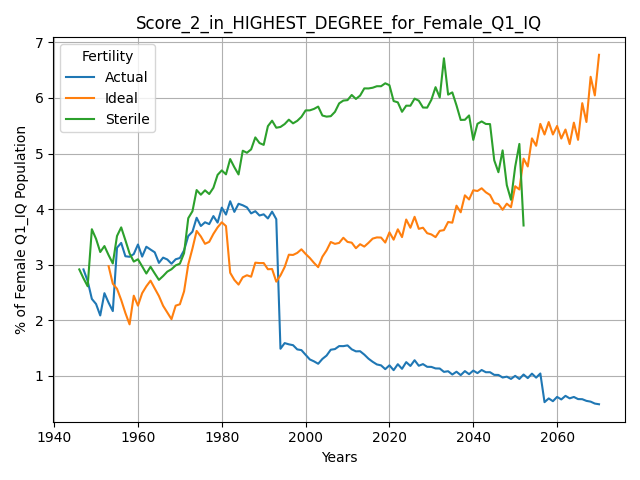 Score_2_in_HIGHEST_DEGREE_for_Female_Q1_IQ
Fertility
Actual
Ideal
Sterile
% of Female Q1_IQ Population
7
6
5
4
3
2
1
1940
1960
1980
2000
2020
2040
2060
Years